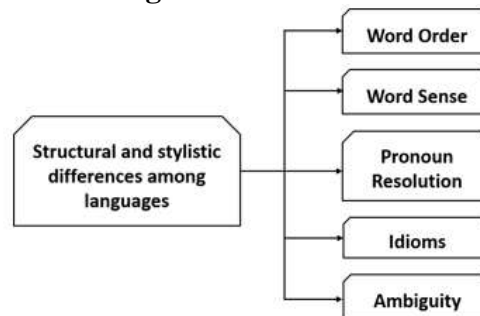 Structural and stylistic
differences among
languages
Word Order
Word Sense
Pronoun
Resolution
Idioms
Ambiguity